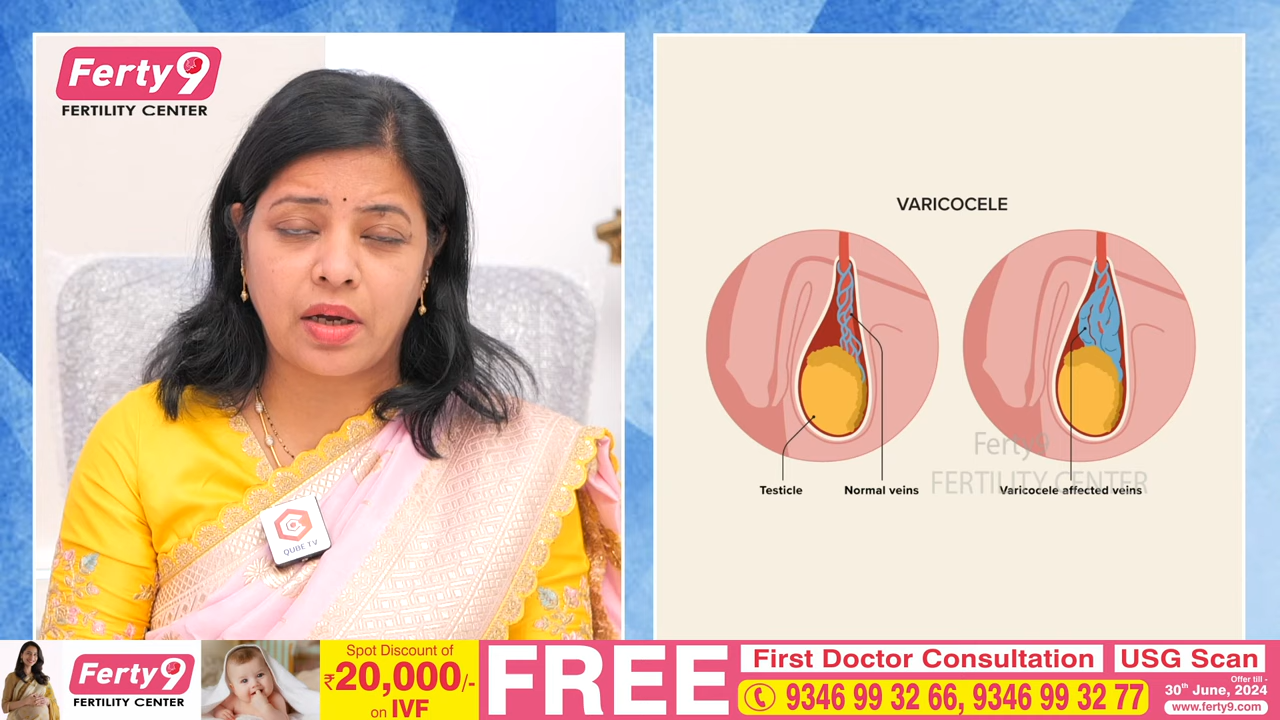 Ferty9
FERTILITY CENTER
QUBE TV
VARICOCELE
Testicle
Normal veins
Varicocele affected veins
Ferty9
FERTILITY CENTER
Ferty9
FERTILITY CENTER
Spot Discount of
₹20,000/-
on IVF
FREE
First Doctor Consultation
USG Scan
9346 99 32 66, 9346 99 32 77
Offer till -
30th June, 2024
www.ferty9.com